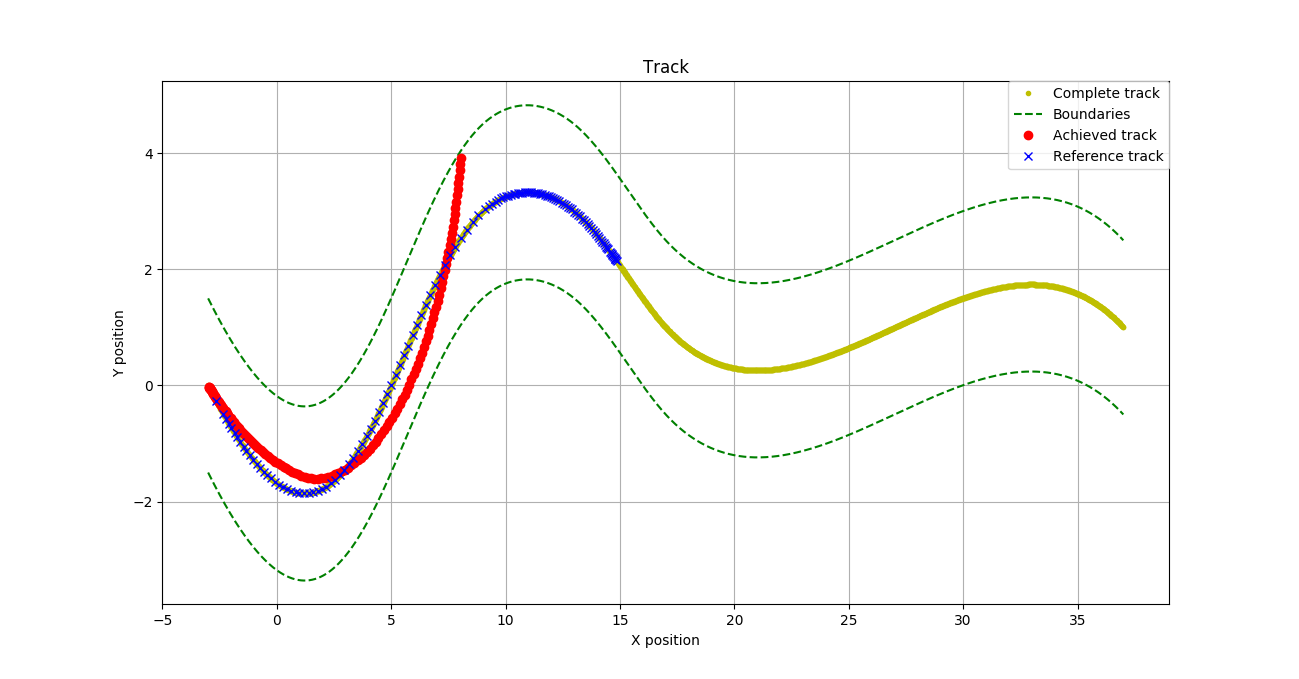 Track
Complete track
Boundaries
Achieved track
Reference track
Y position
4
2
0
−2
−5
0
5
10
15
20
25
30
35
X position